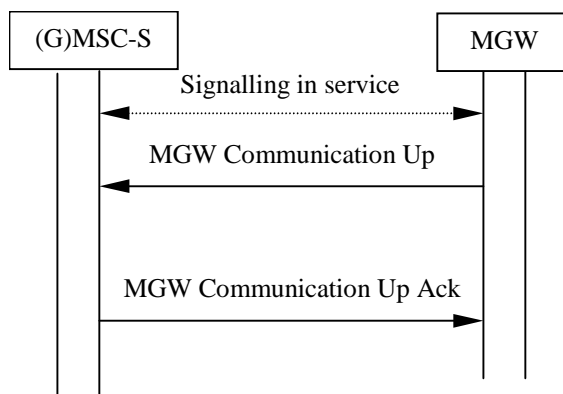 (G)MSC-S
MGW
Signalling in service
MGW Communication Up
MGW Communication Up Ack